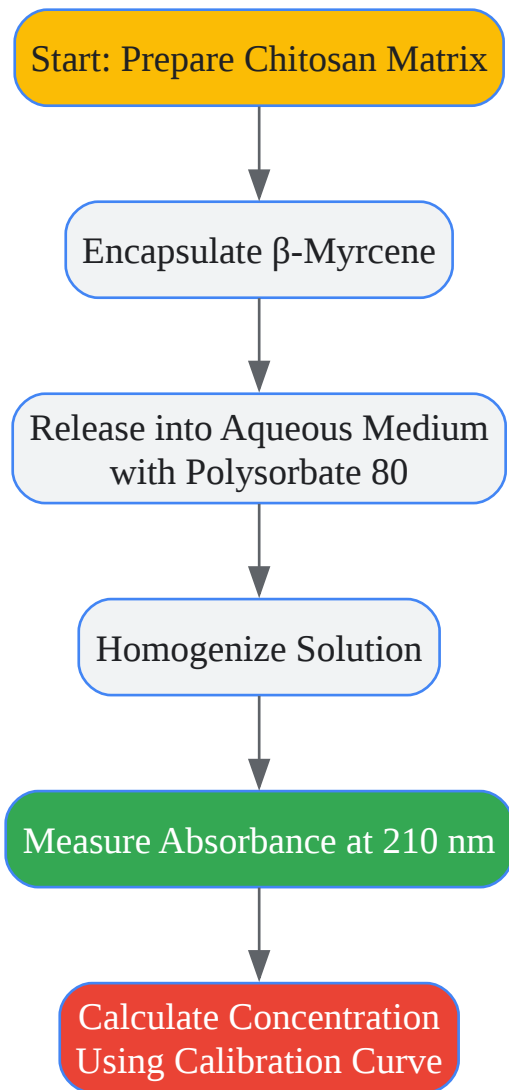 Start: Prepare Chitosan Matrix
Encapsulate β-Myrcene
Release into Aqueous Medium
with Polysorbate 80
Homogenize Solution
Measure Absorbance at 210 nm
Calculate Concentration
Using Calibration Curve